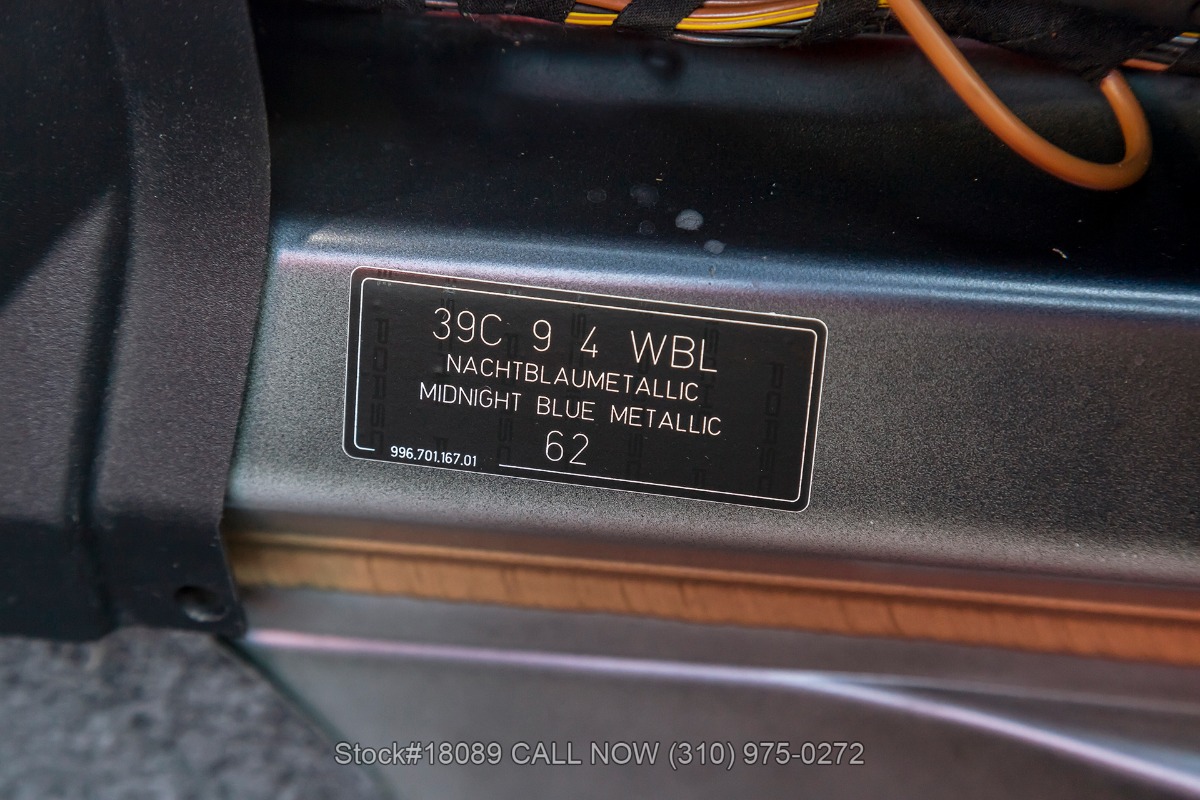 39C 9 4 WBL
NACHTBLAUMETALLIC
MIDNIGHT BLUE METALLIC
62
996.701.167.01
Stock#18089 CALL NOW (310) 975-0272